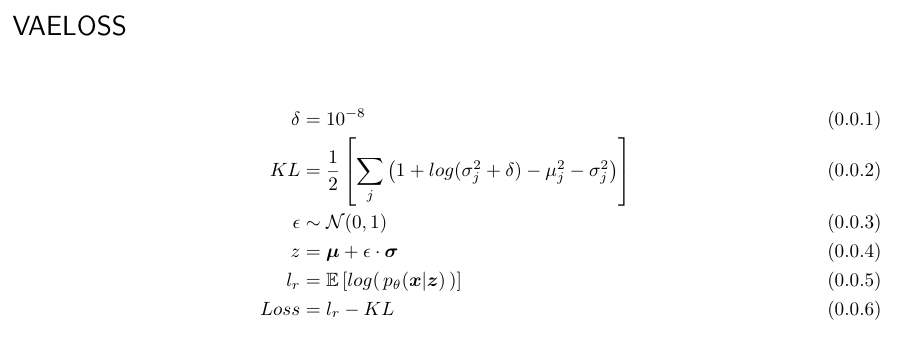 VAELOSS
δ = 10^{-8} (0.0.1)
KL = \frac{1}{2} \left[ \sum_j \left( 1 + log(σ_j^2 + δ) − μ_j^2 − σ_j^2 \right) \right] (0.0.2)
ϵ ∼ 𝒩(0, 1) (0.0.3)
z = μ + ϵ · σ (0.0.4)
l_r = 𝔼 [log( p_θ(x|z) )] (0.0.5)
Loss = l_r − KL (0.0.6)